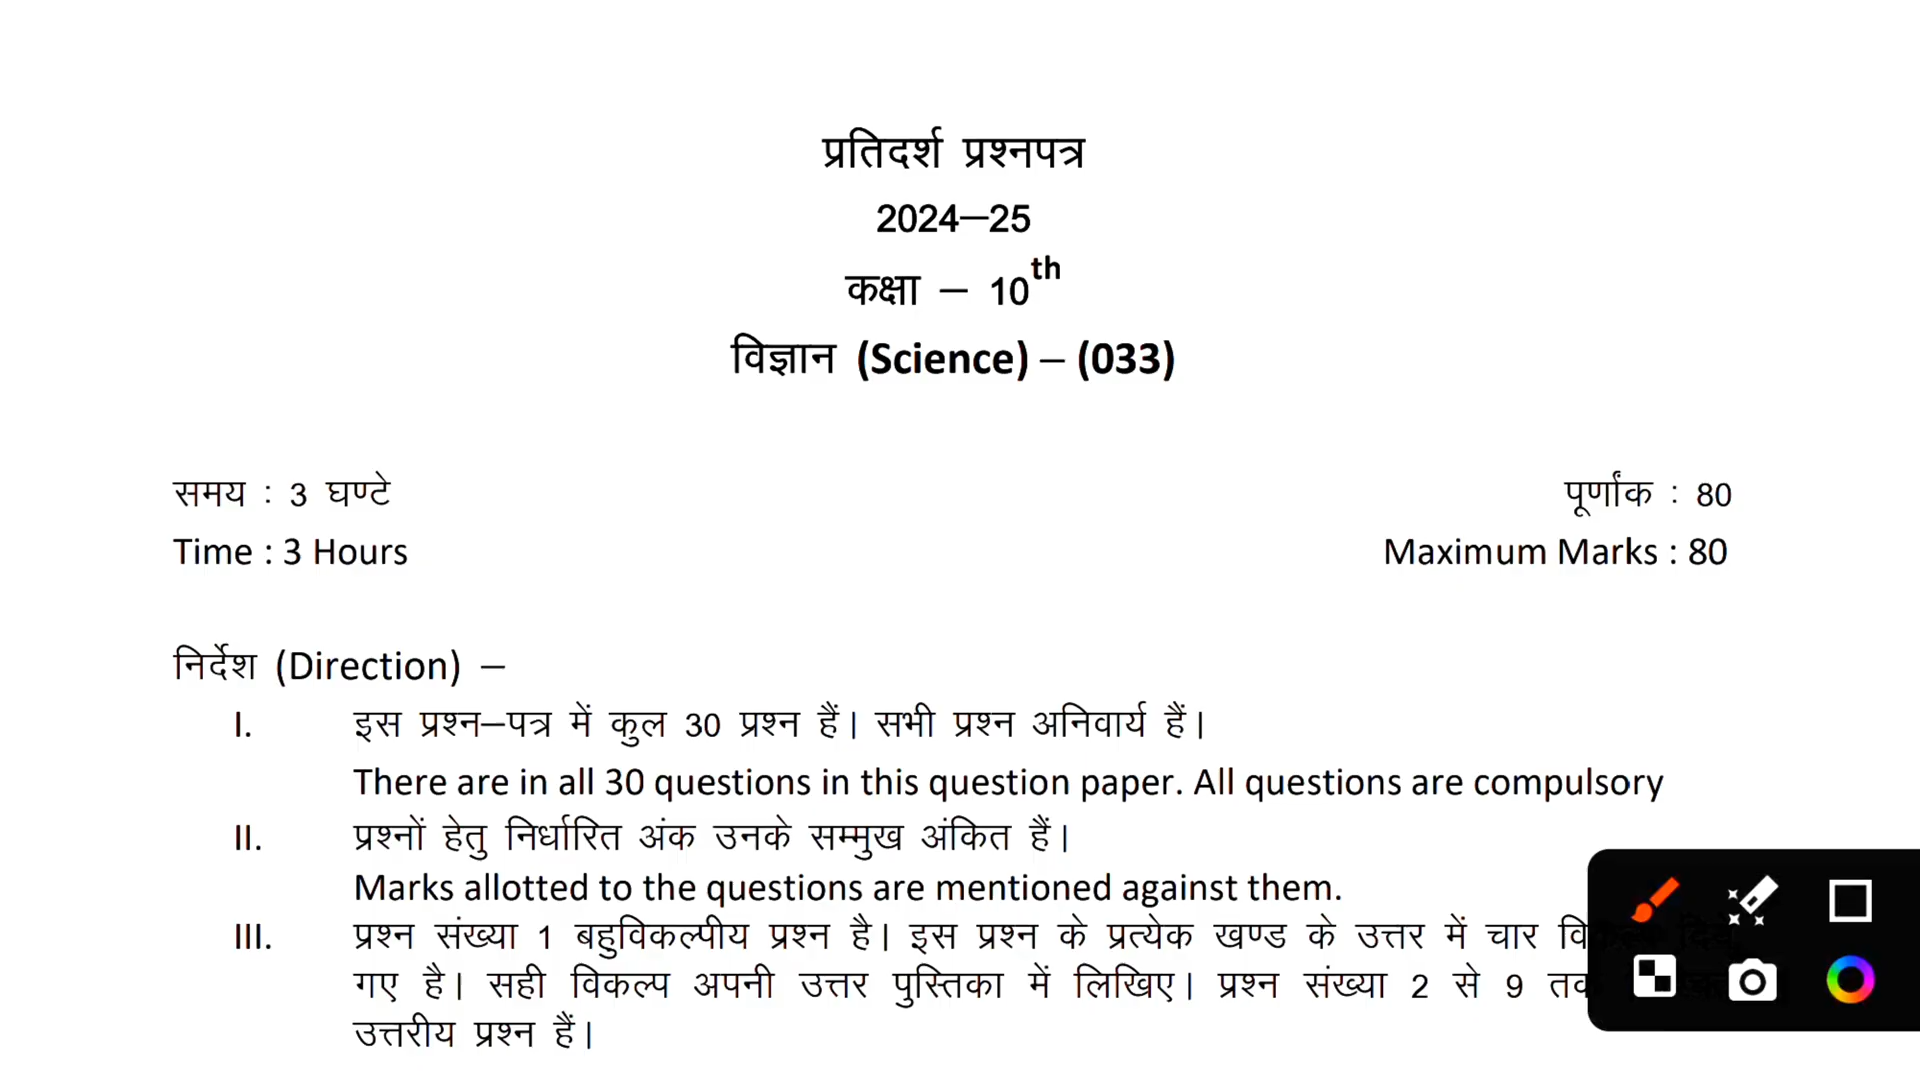 प्रतिदर्श प्रश्नपत्र
2024–25
कक्षा – 10th
विज्ञान (Science) – (033)
समय : 3 घण्टे
पूर्णांक : 80
Time : 3 Hours
Maximum Marks : 80
निर्देश (Direction) –
I. इस प्रश्न–पत्र में कुल 30 प्रश्न हैं। सभी प्रश्न अनिवार्य हैं।
There are in all 30 questions in this question paper. All questions are compulsory
II. प्रश्नों हेतु निर्धारित अंक उनके सम्मुख अंकित हैं।
Marks allotted to the questions are mentioned against them.
III. प्रश्न संख्या 1 बहुविकल्पीय प्रश्न है। इस प्रश्न के प्रत्येक खण्ड के उत्तर में चार
गए है। सही विकल्प अपनी उत्तर पुस्तिका में लिखिए। प्रश्न संख्या 2 से 9 तक
उत्तरीय प्रश्न हैं।